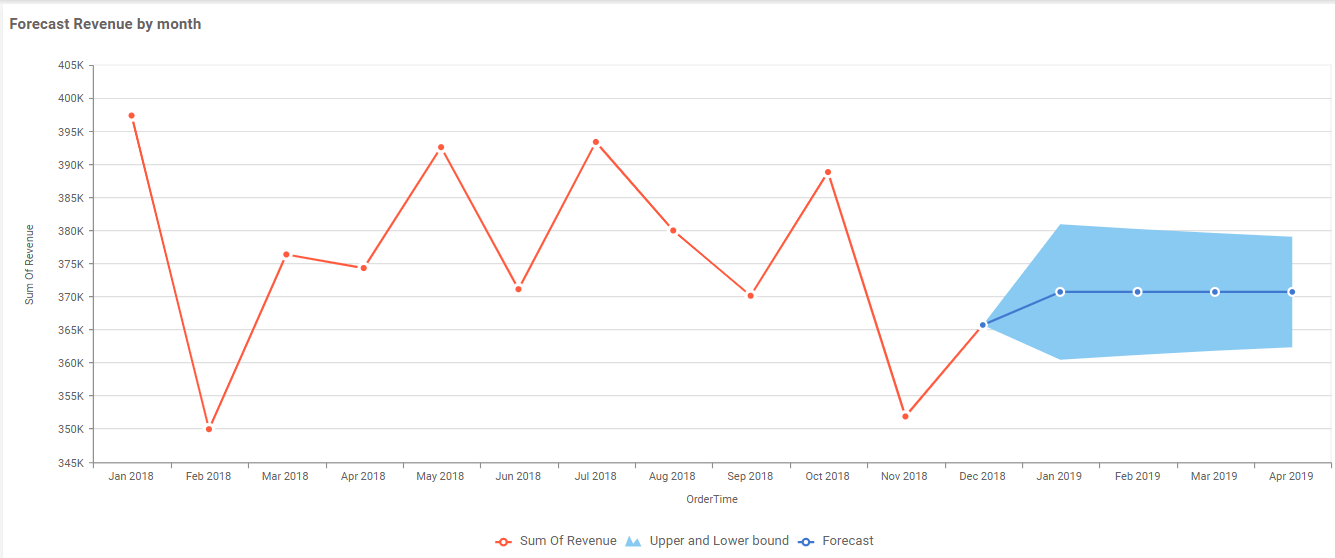 Forecast Revenue by month
405K
400K
395K
390K
385K
380K
375K
370K
365K
360K
355K
350K
345K
Sum Of Revenue
Jan 2018 Feb 2018 Mar 2018 Apr 2018 May 2018 Jun 2018 Jul 2018 Aug 2018 Sep 2018 Oct 2018 Nov 2018 Dec 2018 Jan 2019 Feb 2019 Mar 2019 Apr 2019
OrderTime
Sum Of Revenue Upper and Lower bound Forecast